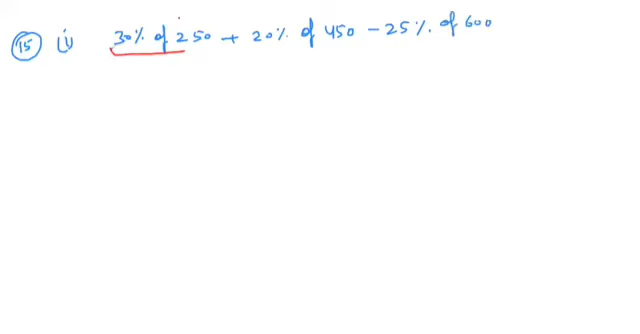 15 (i) 30% of 250 + 20% of 450 - 25% of 600